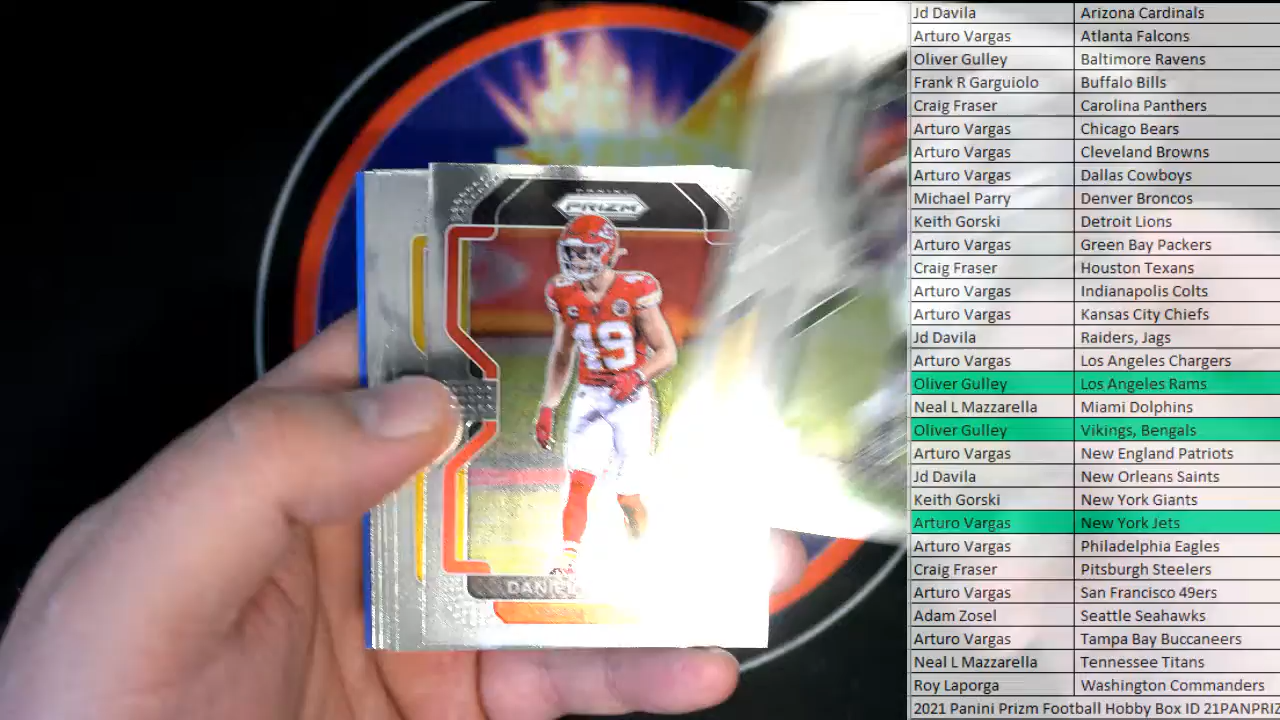 Jd Davila Arizona Cardinals
Arturo Vargas Atlanta Falcons
Oliver Gulley Baltimore Ravens
Frank R Garguiolo Buffalo Bills
Craig Fraser Carolina Panthers
Arturo Vargas Chicago Bears
Arturo Vargas Cleveland Browns
Arturo Vargas Dallas Cowboys
Michael Parry Denver Broncos
Keith Gorski Detroit Lions
Arturo Vargas Green Bay Packers
Craig Fraser Houston Texans
Arturo Vargas Indianapolis Colts
Arturo Vargas Kansas City Chiefs
Jd Davila Raiders, Jags
Arturo Vargas Los Angeles Chargers
Oliver Gulley Los Angeles Rams
Neal L Mazzarella Miami Dolphins
Oliver Gulley Vikings, Bengals
Arturo Vargas New England Patriots
Jd Davila New Orleans Saints
Keith Gorski New York Giants
Arturo Vargas New York Jets
Arturo Vargas Philadelphia Eagles
Craig Fraser Pitsburgh Steelers
Arturo Vargas San Francisco 49ers
Adam Zosel Seattle Seahawks
Arturo Vargas Tampa Bay Buccaneers
Neal L Mazzarella Tennessee Titans
Roy Laporga Washington Commanders
2021 Panini Prizm Football Hobby Box ID 21PANPRIZ
PANINI
PRIZM
49